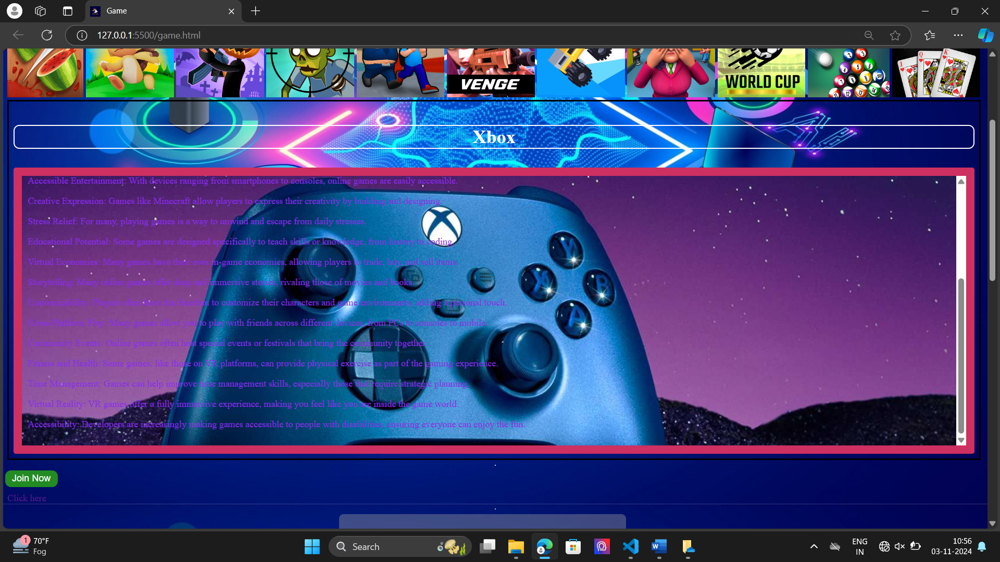 Game
127.0.0.1:5500/game.html
VENGE
WORLD CUP
Xbox
Accessible Entertainment: With devices ranging from smartphones to consoles, online games are easily accessible.
Creative Expression: Games like Minecraft allow players to express their creativity by building and designing.
Stress Relief: For many, playing games is a way to unwind and escape from daily stresses.
Educational Potential: Some games are designed specifically to teach skills or knowledge, from history to coding.
Virtual Economies: Many games have their own in-game economies, allowing players to trade, buy, and sell items.
Storytelling: Many online games offer deep and immersive stories, rivaling those of movies and books.
Customizability: Players often have the freedom to customize their characters and game environments, adding a personal touch.
Cross-Platform Play: Many games allow you to play with friends across different devices, from PCs to consoles to mobile.
Community Events: Online games often host special events or festivals that bring the community together.
Fitness and Health: Some games, like those on VR platforms, can provide physical exercise as part of the gaming experience.
Time Management: Games can help improve time management skills, especially those that require strategic planning.
Virtual Reality: VR games offer a fully immersive experience, making you feel like you are inside the game world.
Accessibility: Developers are increasingly making games accessible to people with disabilities, ensuring everyone can enjoy the fun.
Y
X
B
A
.
Join Now
Click here
.
1
70°F
Fog
Search
ENG
IN
10:56
03-11-2024